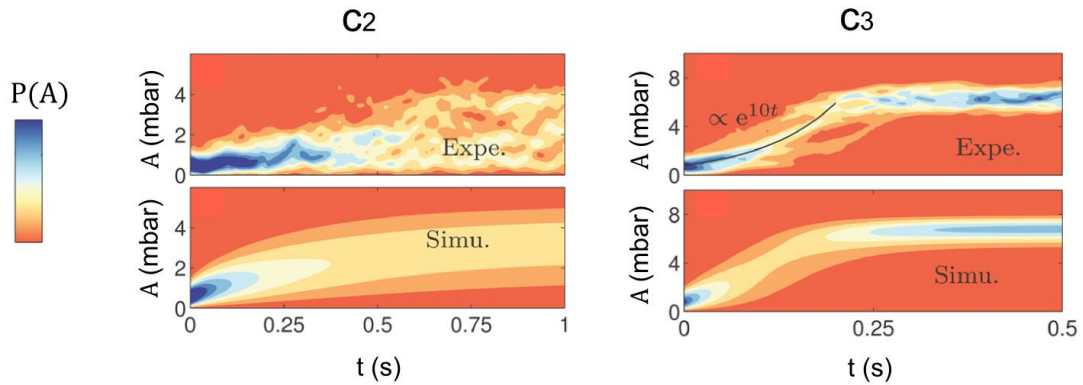 C2
C3
P(A)
A (mbar)
4
2
0
Expe.
A (mbar)
8
4
0
∝ e^{10t}
Expe.
A (mbar)
4
2
0
Simu.
0
0.25
0.5
0.75
1
t (s)
A (mbar)
8
4
0
Simu.
0
0.25
0.5
t (s)